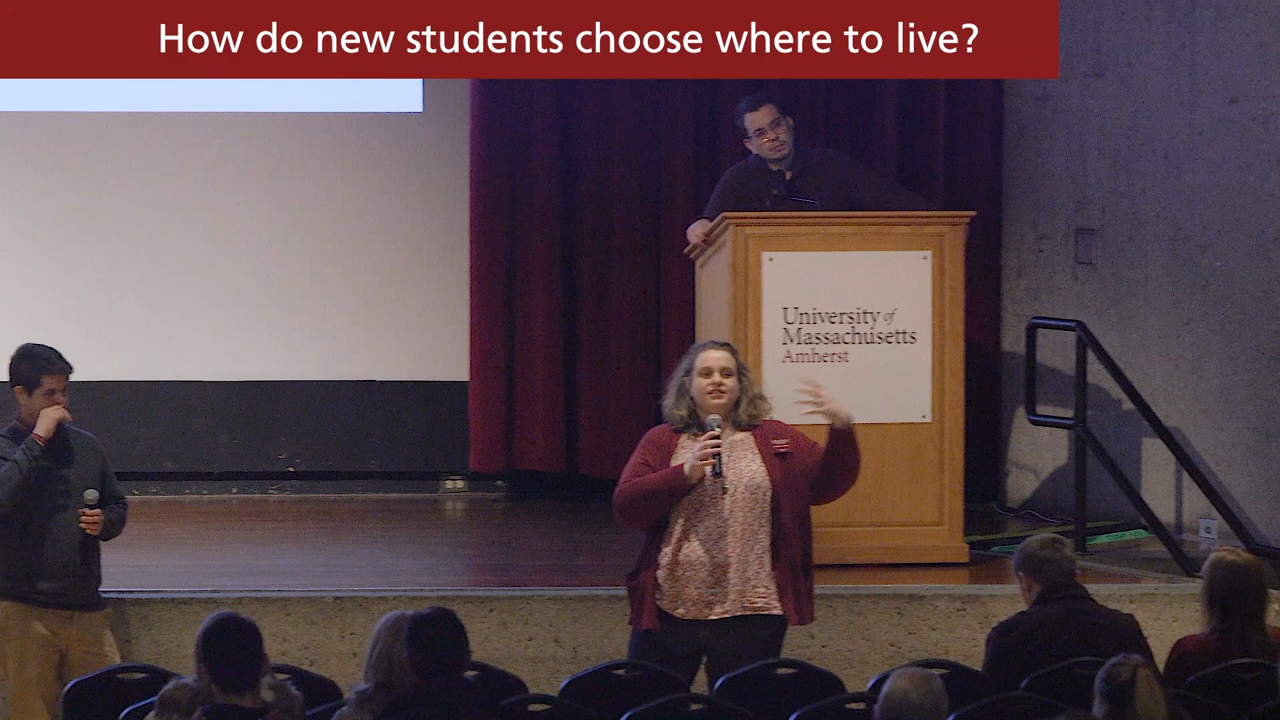 How do new students choose where to live?
University of
Massachusetts
Amherst